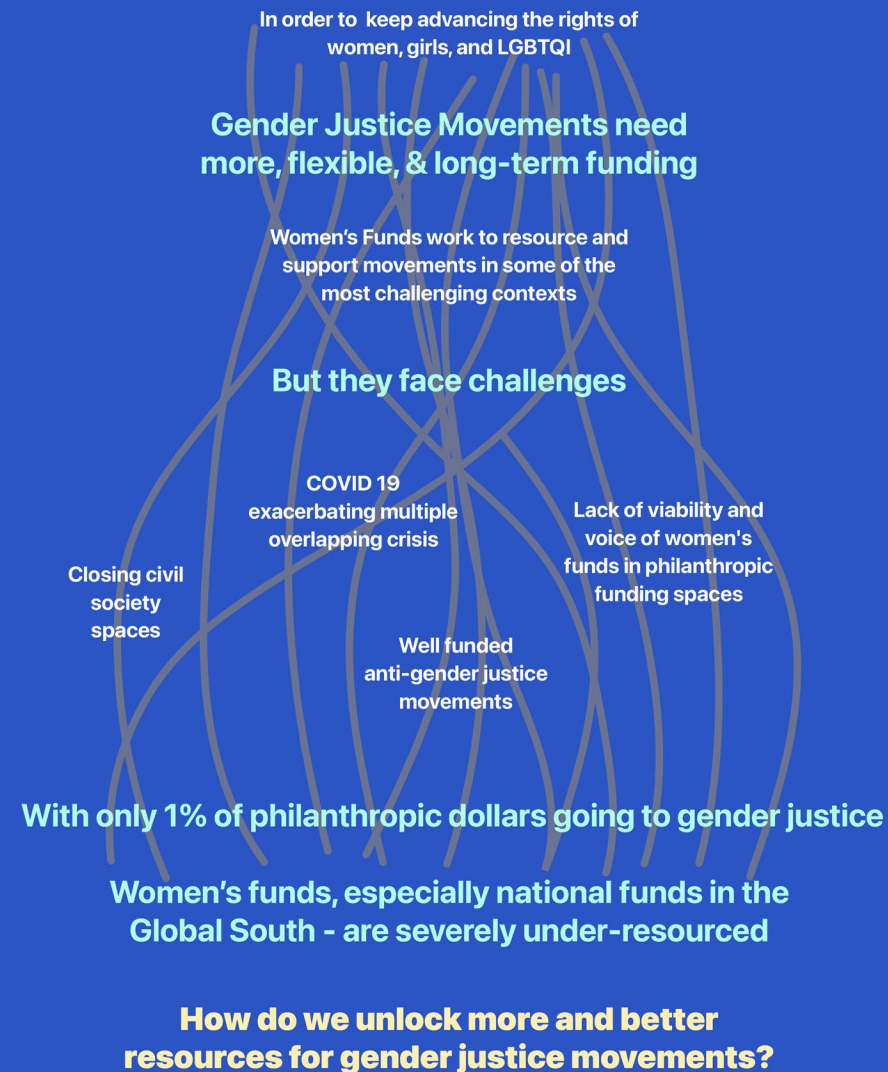 In order to  keep advancing the rights of
women, girls, and LGBTQI
Gender Justice Movements need
more, flexible, & long-term funding
Women's Funds work to resource and
support movements in some of the
most challenging contexts
But they face challenges
COVID 19
exacerbating multiple
overlapping crisis
Lack of viability and
voice of women's
funds in philanthropic
funding spaces
Closing civil
society
spaces
Well funded
anti-gender justice
movements
With only 1% of philanthropic dollars going to gender justice
Women's funds, especially national funds in the
Global South - are severely under-resourced
How do we unlock more and better
resources for gender justice movements?